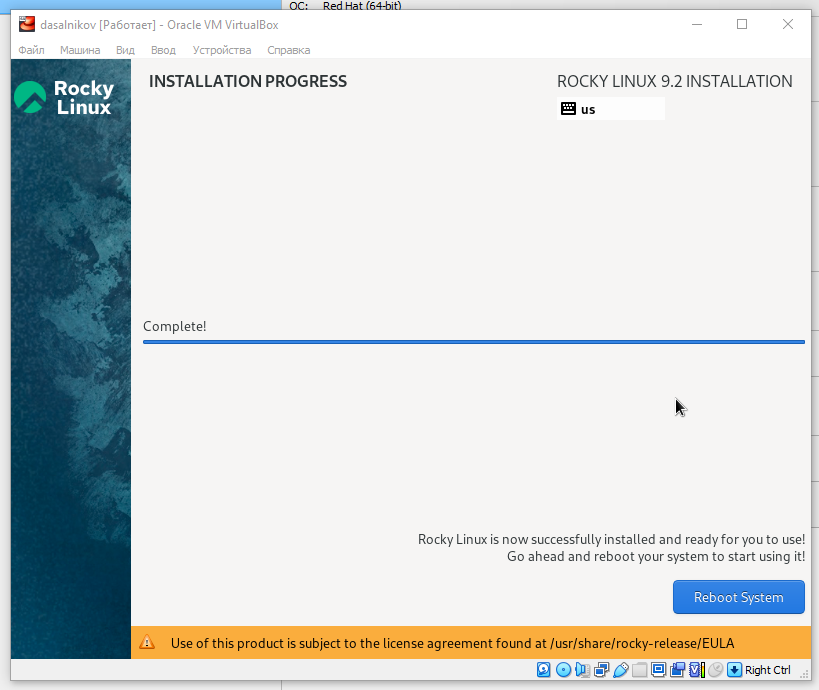 ОС: Red Hat (64-bit)
dasalnikov [Работает] - Oracle VM VirtualBox
Файл Машина Вид Ввод Устройства Справка
Rocky
Linux
INSTALLATION PROGRESS
ROCKY LINUX 9.2 INSTALLATION
us
Complete!
Rocky Linux is now successfully installed and ready for you to use!
Go ahead and reboot your system to start using it!
Reboot System
Use of this product is subject to the license agreement found at /usr/share/rocky-release/EULA
Right Ctrl